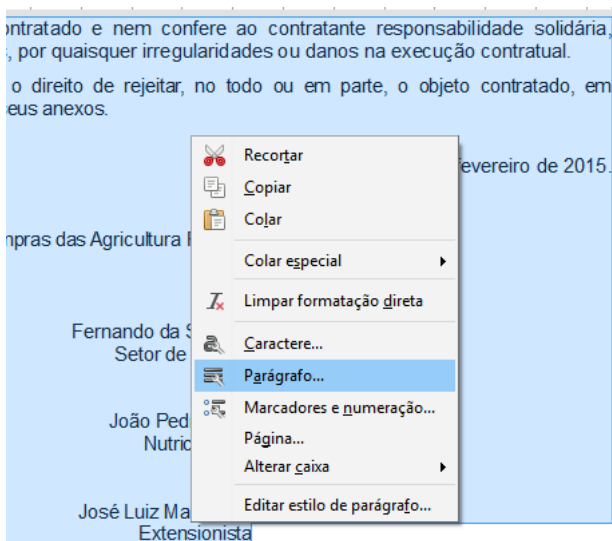 ontratado e nem confere ao contratante responsabilidade solidária,
, por quaisquer irregularidades ou danos na execução contratual.
o direito de rejeitar, no todo ou em parte, o objeto contratado, em
eus anexos.
evereiro de 2015.
mpras das Agricultura
Fernando da S
Setor de
João Ped
Nutric
José Luiz Ma
Extensionista
Recortar
Copiar
Colar
Colar especial
Limpar formatação direta
Caractere...
Parágrafo...
Marcadores e numeração...
Página...
Alterar caixa
Editar estilo de parágrafo...